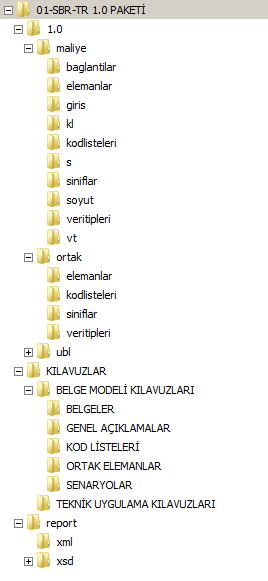 01-SBR-TR 1.0 PAKETİ
1.0
maliye
baglantilar
elemanlar
giris
kl
kodlisteleri
s
siniflar
soyut
veritipleri
vt
ortak
elemanlar
kodlisteleri
siniflar
veritipleri
ubl
KILAVUZLAR
BELGE MODELİ KILAVUZLARI
BELGELER
GENEL AÇIKLAMALAR
KOD LİSTELERİ
ORTAK ELEMANLAR
SENARYOLAR
TEKNİK UYGULAMA KILAVUZLARI
report
xml
xsd